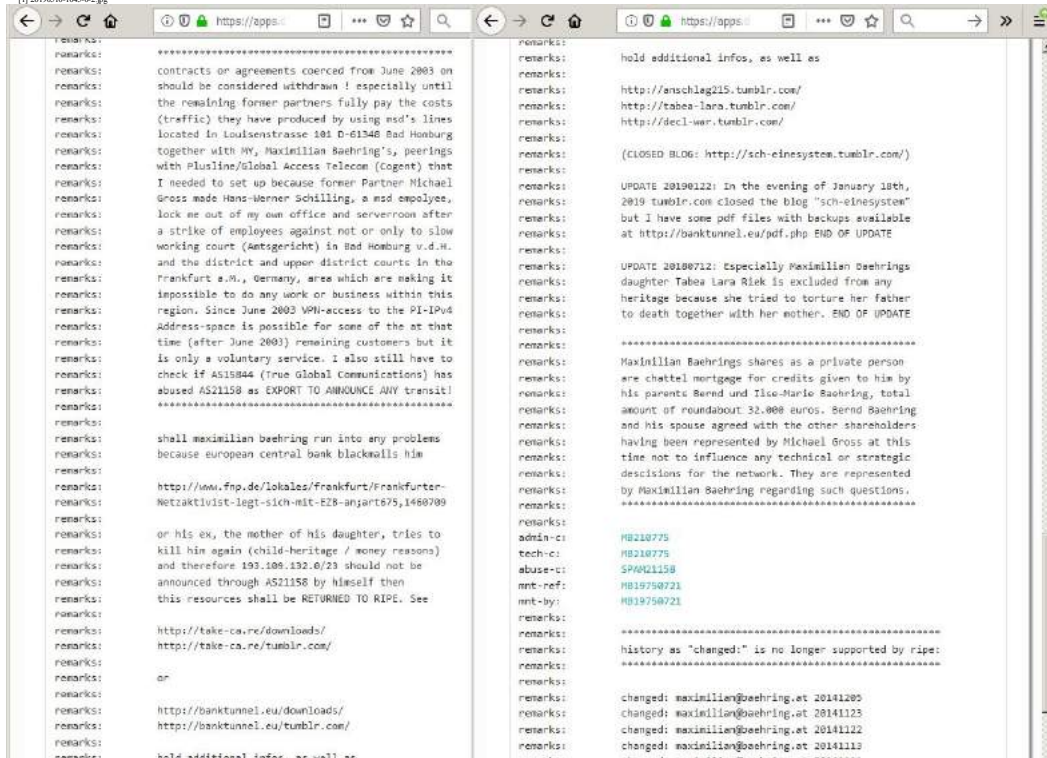 https://apps.
remarks:
remarks: **************************************************
remarks: contracts or agreements coerced from June 2003 on
remarks: should be considered withdrawn ! especially until
remarks: the remaining former partners fully pay the costs
remarks: (traffic) they have produced by using msd's lines
remarks: located in Louisenstrasse 101 D-61348 Bad Homburg
remarks: together with MY, Maximilian Baehring's, peerings
remarks: with Plusline/Global Access Telecom (Cogent) that
remarks: I needed to set up because former Partner Michael
remarks: Gross made Hans-Werner Schilling, a msd empolyee,
remarks: lock me out of my own office and serverroom after
remarks: a strike of employees against not or only to slow
remarks: working court (Amtsgericht) in Bad Homburg v.d.H.
remarks: and the district and upper district courts in the
remarks: Frankfurt a.M., Germany, area which are making it
remarks: impossible to do any work or business within this
remarks: region. Since June 2003 VPN-access to the PI-IPv4
remarks: Address-space is possible for some of the at that
remarks: time (after June 2003) remaining customers but it
remarks: is only a voluntary service. I also still have to
remarks: check if AS15844 (True Global Communications) has
remarks: abused AS21158 as EXPORT TO ANNOUNCE ANY transit!
remarks: **************************************************
remarks:
remarks: shall maximilian baehring run into any problems
remarks: because european central bank blackmails him
remarks:
remarks: http://www.fnp.de/lokales/frankfurt/Frankfurter-
remarks: Netzaktivist-legt-sich-mit-EZB-an;art675,1460709
remarks:
remarks: or his ex, the mother of his daughter, tries to
remarks: kill him again (child-heritage / money reasons)
remarks: and therefore 193.109.132.0/23 should not be
remarks: announced through AS21158 by himself then
remarks: this resources shall be RETURNED TO RIPE. See
remarks:
remarks: http://take-ca.re/downloads/
remarks: http://take-ca.re/tumblr.com/
remarks:
remarks: or
remarks:
remarks: http://banktunnel.eu/downloads/
remarks: http://banktunnel.eu/tumblr.com/
remarks:
remarks: hold additional infos, as well as
https://apps.
remarks:
remarks: hold additional infos, as well as
remarks:
remarks: http://anschlag215.tumblr.com/
remarks: http://tabea-lara.tumblr.com/
remarks: http://decl-war.tumblr.com/
remarks:
remarks: (CLOSED BLOG: http://sch-einesystem.tumblr.com/)
remarks:
remarks: UPDATE 20190122: In the evening of January 18th,
remarks: 2019 tumblr.com closed the blog "sch-einesystem"
remarks: but I have some pdf files with backups available
remarks: at http://banktunnel.eu/pdf.php END OF UPDATE
remarks:
remarks: UPDATE 20180712: Especially Maximilian Baehrings
remarks: daughter Tabea Lara Riek is excluded from any
remarks: heritage because she tried to torture her father
remarks: to death together with her mother. END OF UPDATE
remarks:
remarks: **************************************************
remarks: Maximilian Baehrings shares as a private person
remarks: are chattel mortgage for credits given to him by
remarks: his parents Bernd und Ilse-Marie Baehring, total
remarks: amount of roundabout 32.000 euros. Bernd Baehring
remarks: and his spouse agreed with the other shareholders
remarks: having been represented by Michael Gross at this
remarks: time not to influence any technical or strategic
remarks: descisions for the network. They are represented
remarks: by Maximilian Baehring regarding such questions.
remarks: **************************************************
remarks:
admin-c: MB210775
tech-c: MB210775
abuse-c: SPAM21158
mnt-ref: MB19750721
mnt-by: MB19750721
remarks:
remarks: ****************************************************
remarks: history as "changed:" is no longer supported by ripe:
remarks: ****************************************************
remarks:
remarks: changed: maximilian@baehring.at 20141205
remarks: changed: maximilian@baehring.at 20141123
remarks: changed: maximilian@baehring.at 20141122
remarks: changed: maximilian@baehring.at 20141113